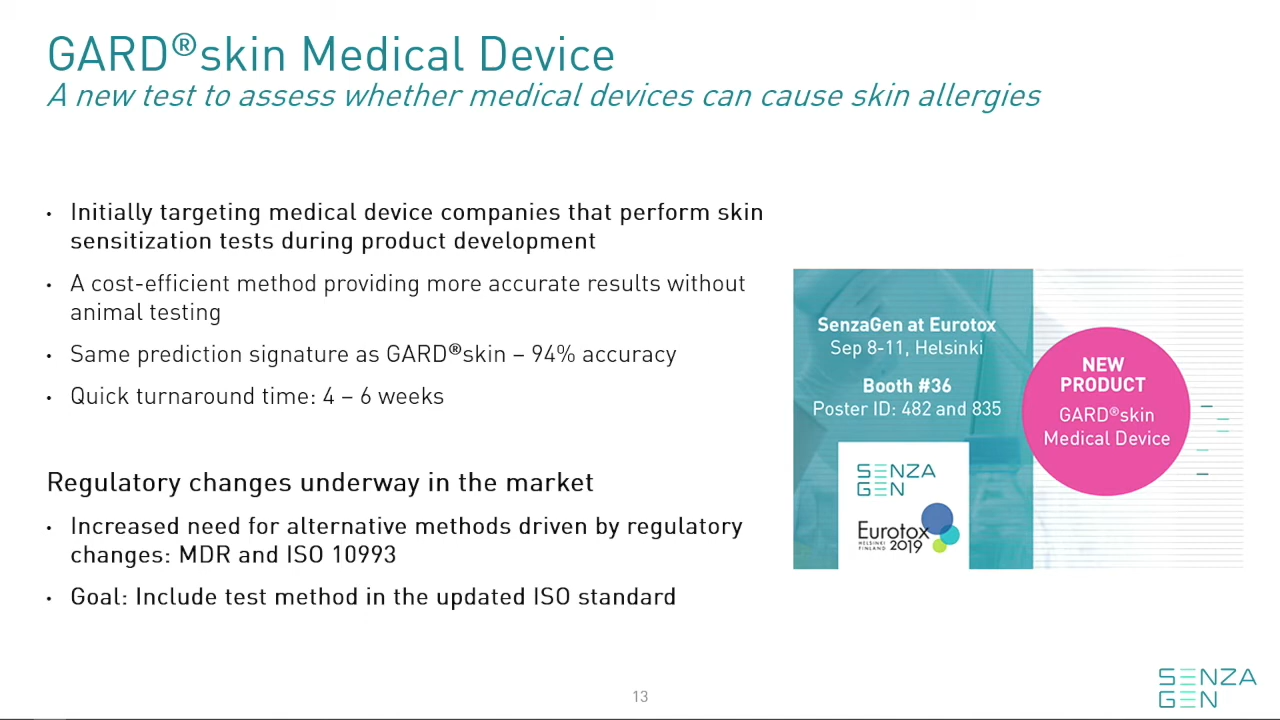 GARD®skin Medical Device
A new test to assess whether medical devices can cause skin allergies
• Initially targeting medical device companies that perform skin
sensitization tests during product development
• A cost-efficient method providing more accurate results without
animal testing
• Same prediction signature as GARD®skin – 94% accuracy
• Quick turnaround time: 4 – 6 weeks
Regulatory changes underway in the market
• Increased need for alternative methods driven by regulatory
changes: MDR and ISO 10993
• Goal: Include test method in the updated ISO standard
SenzaGen at Eurotox
Sep 8-11, Helsinki
Booth #36
Poster ID: 482 and 835
SENZA
GEN
Eurotox
HELSINKI
FINLAND 2019
NEW
PRODUCT
GARD®skin
Medical Device
13
SENZA
GEN